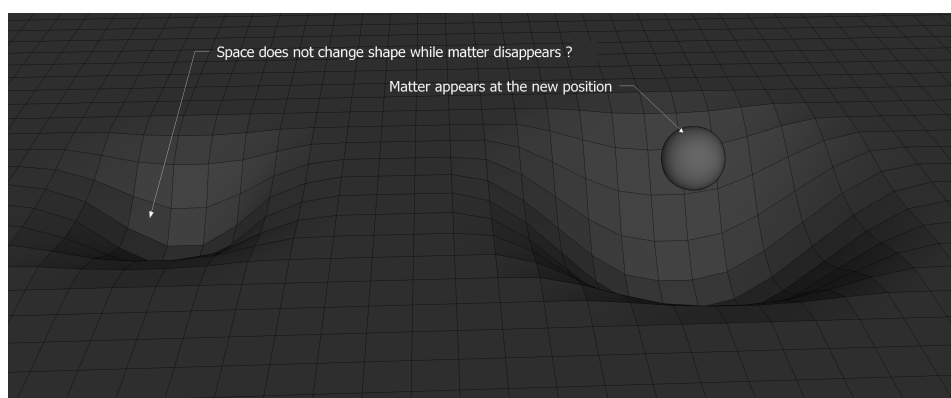 Space does not change shape while matter disappears ?
Matter appears at the new position